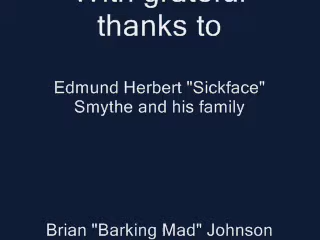 With grateful
thanks to
Edmund Herbert "Sickface"
Smythe and his family
Brian "Barking Mad" Johnson